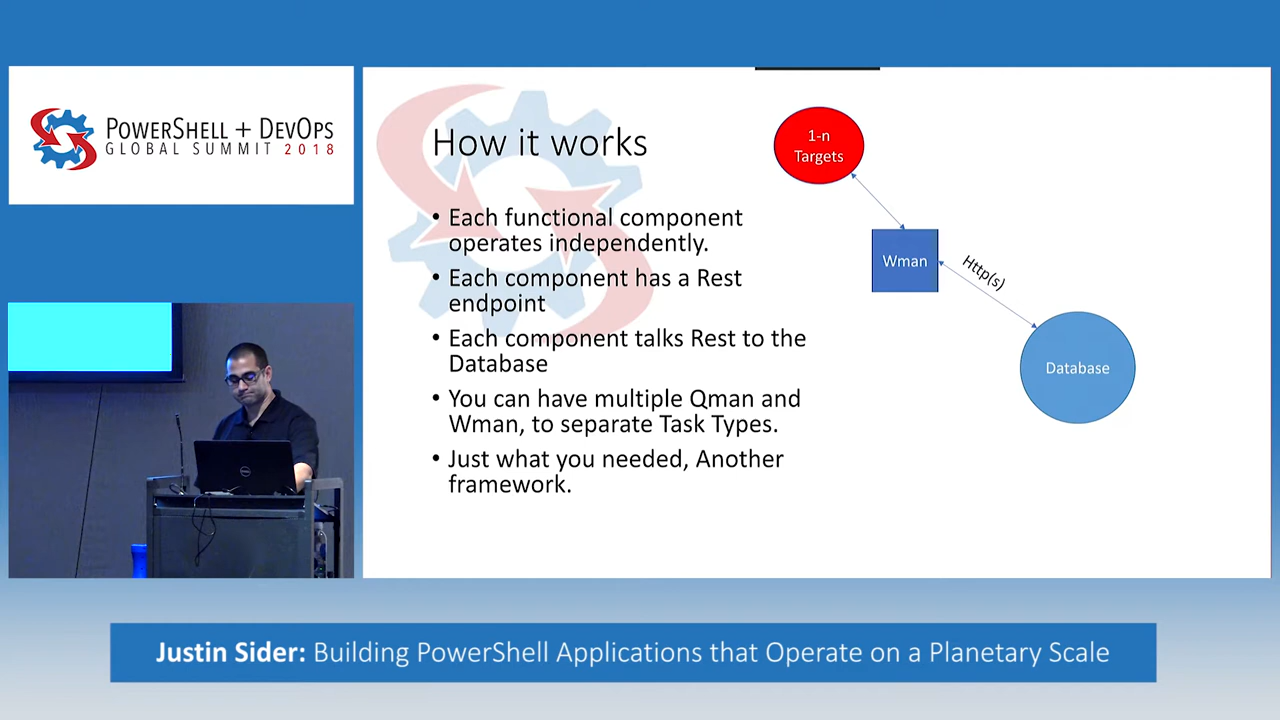 POWERSHELL + DEVOPS
GLOBAL SUMMIT 2018
How it works
• Each functional component
operates independently.
• Each component has a Rest
endpoint
• Each component talks Rest to the
Database
• You can have multiple Qman and
Wman, to separate Task Types.
• Just what you needed, Another
framework.
1-n
Targets
Wman
Http(s)
Database
Justin Sider: Building PowerShell Applications that Operate on a Planetary Scale